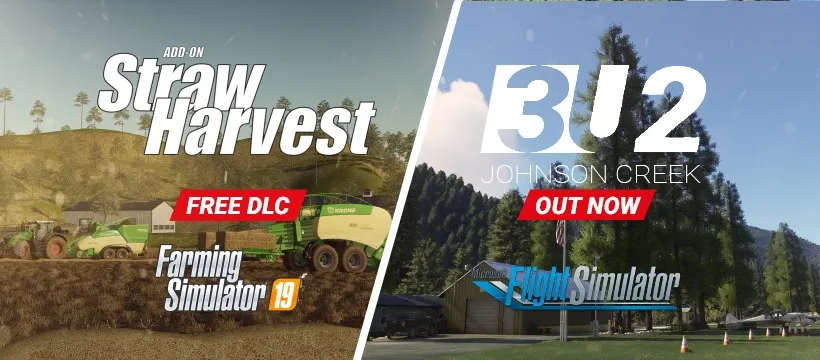 ADD-ON
Straw
Harvest
FREE DLC
Farming
Simulator 19
3U2
JOHNSON CREEK
OUT NOW
Microsoft
Flight Simulator
KRONE